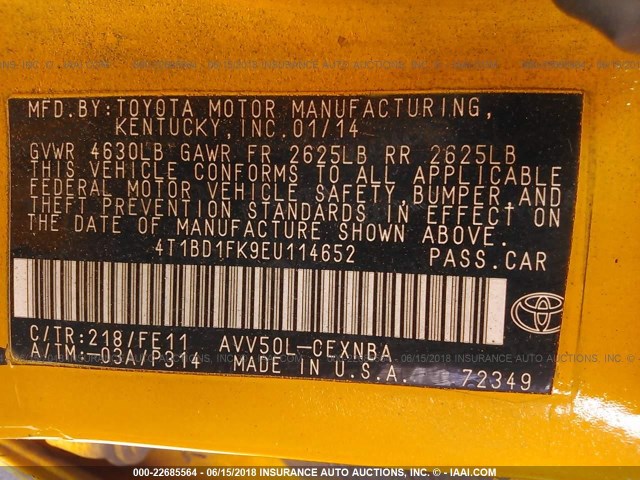 MFD.BY:TOYOTA MOTOR MANUFACTURING,
KENTUCKY,INC.01/14
GVWR 4630LB GAWR FR 2625LB RR 2625LB
THIS VEHICLE CONFORMS TO ALL APPLICABLE
FEDERAL MOTOR VEHICLE SAFETY,BUMPER,AND
THEFT PREVENTION STANDARDS IN EFFECT ON
THE DATE OF MANUFACTURE SHOWN ABOVE.
4T1BD1FK9EU114652 PASS.CAR
C/TR:218/FE11 AVV50L-CEXNBA
A/TM:-03A/P314 MADE IN U.S.A.
72349
000-22685564 - 06/15/2018 INSURANCE AUTO AUCTIONS, INC. © - IAAI.COM